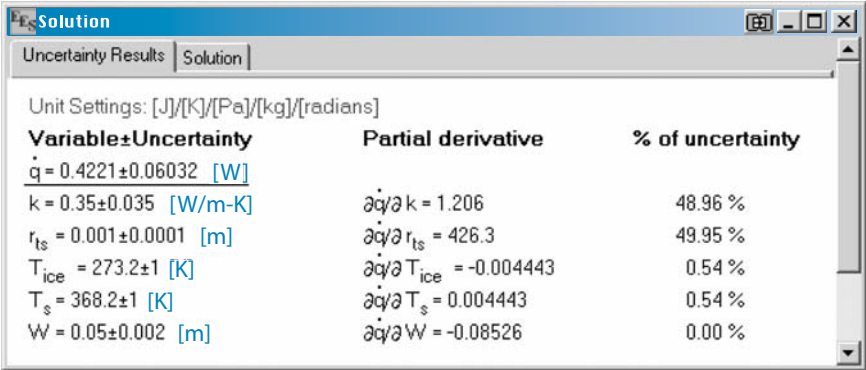 EES Solution
Uncertainty Results Solution
Unit Settings: [J]/[K]/[Pa]/[kg]/[radians]
Variable±Uncertainty Partial derivative % of uncertainty
q̇ = 0.4221±0.06032 [W]
k = 0.35±0.035 [W/m-K] ∂q̇/∂k = 1.206 48.96 %
r_ts = 0.001±0.0001 [m] ∂q̇/∂r_ts = 426.3 49.95 %
T_ice = 273.2±1 [K] ∂q̇/∂T_ice = -0.004443 0.54 %
T_s = 368.2±1 [K] ∂q̇/∂T_s = 0.004443 0.54 %
W = 0.05±0.002 [m] ∂q̇/∂W = -0.08526 0.00 %